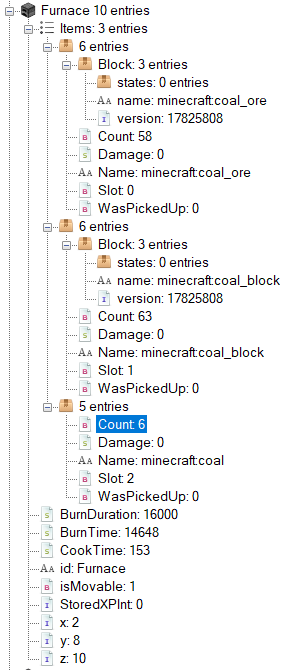 Furnace 10 entries
Items: 3 entries
6 entries
Block: 3 entries
states: 0 entries
name: minecraft:coal_ore
version: 17825808
Count: 58
Damage: 0
Name: minecraft:coal_ore
Slot: 0
WasPickedUp: 0
6 entries
Block: 3 entries
states: 0 entries
name: minecraft:coal_block
version: 17825808
Count: 63
Damage: 0
Name: minecraft:coal_block
Slot: 1
WasPickedUp: 0
5 entries
Count: 6
Damage: 0
Name: minecraft:coal
Slot: 2
WasPickedUp: 0
BurnDuration: 16000
BurnTime: 14648
CookTime: 153
id: Furnace
isMovable: 1
StoredXPInt: 0
x: 2
y: 8
z: 10